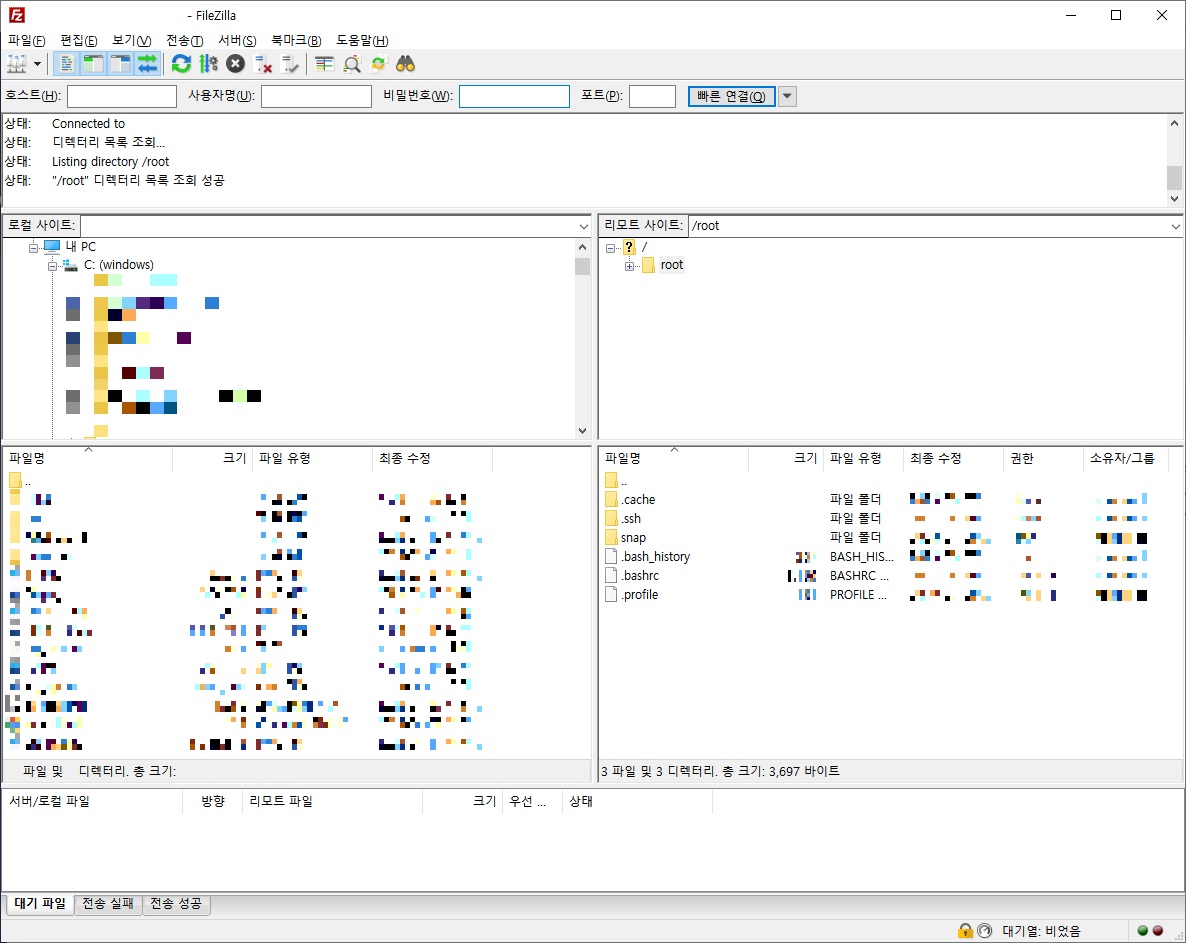 - FileZilla
파일(F) 편집(E) 보기(V) 전송(T) 서버(S) 북마크(B) 도움말(H)
호스트(H): 사용자명(U): 비밀번호(W): 포트(P): 빠른 연결(Q)
상태: Connected to
상태: 디렉터리 목록 조회...
상태: Listing directory /root
상태: "/root" 디렉터리 목록 조회 성공
로컬 사이트:
내 PC
C: (windows)
리모트 사이트: /root
/
root
파일명 크기 파일 유형 최종 수정
..
파일 및 디렉터리. 총 크기:
파일명 크기 파일 유형 최종 수정 권한 소유자/그룹
..
.cache 파일 폴더
.ssh 파일 폴더
snap 파일 폴더
.bash_history BASH_HIS...
.bashrc BASHRC ...
.profile PROFILE ...
3 파일 및 3 디렉터리. 총 크기: 3,697 바이트
서버/로컬 파일 방향 리모트 파일 크기 우선 ... 상태
대기 파일 전송 실패 전송 성공
대기열: 비었음